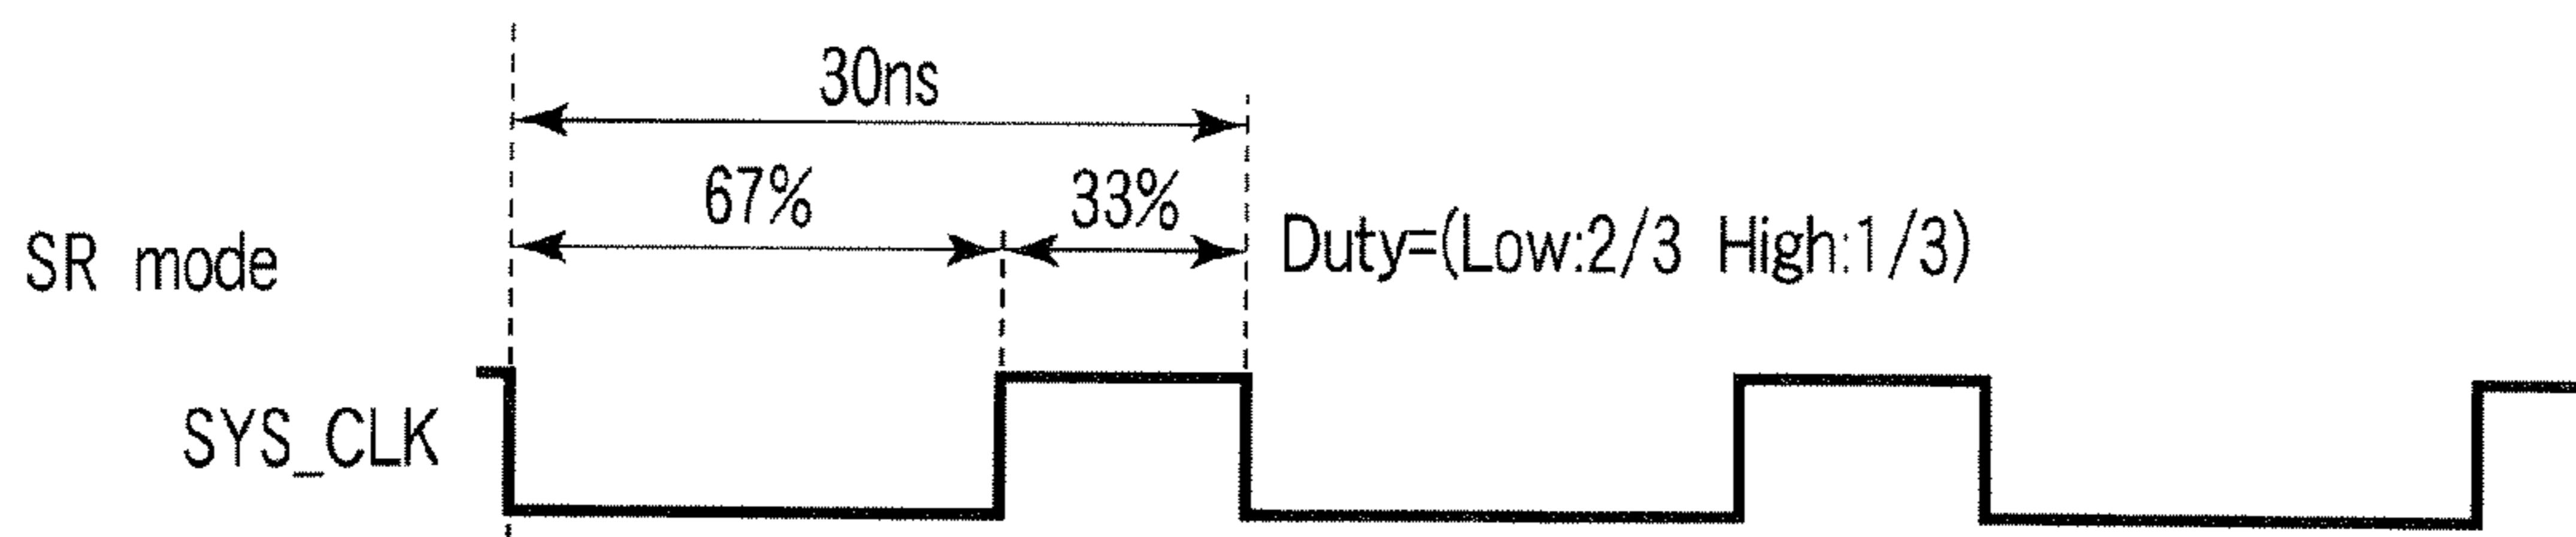 30ns
67% 33%
SR mode Duty=(Low:2/3 High:1/3)
SYS_CLK